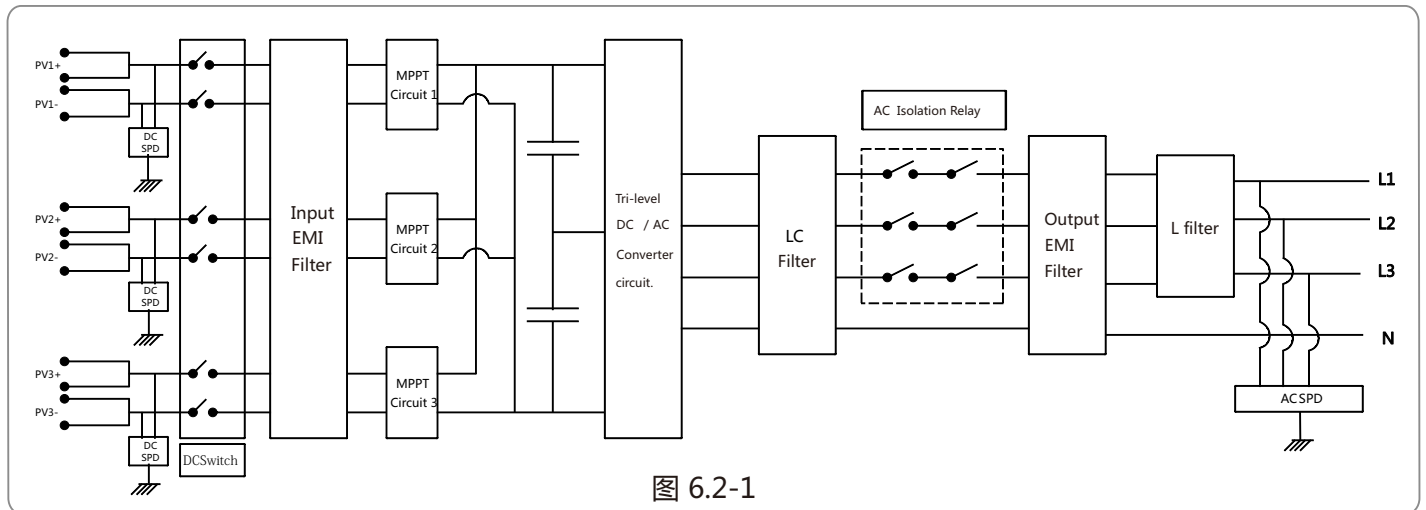 PV1+
PV1-
DC
SPD
PV2+
PV2-
DC
SPD
PV3+
PV3-
DC
SPD
DCSwitch
Input
EMI
Filter
MPPT
Circuit 1
MPPT
Circuit 2
MPPT
Circuit 3
Tri-level
DC / AC
Converter
circuit.
LC
Filter
AC Isolation Relay
Output
EMI
Filter
L filter
L1
L2
L3
N
ACSPD
图 6.2-1